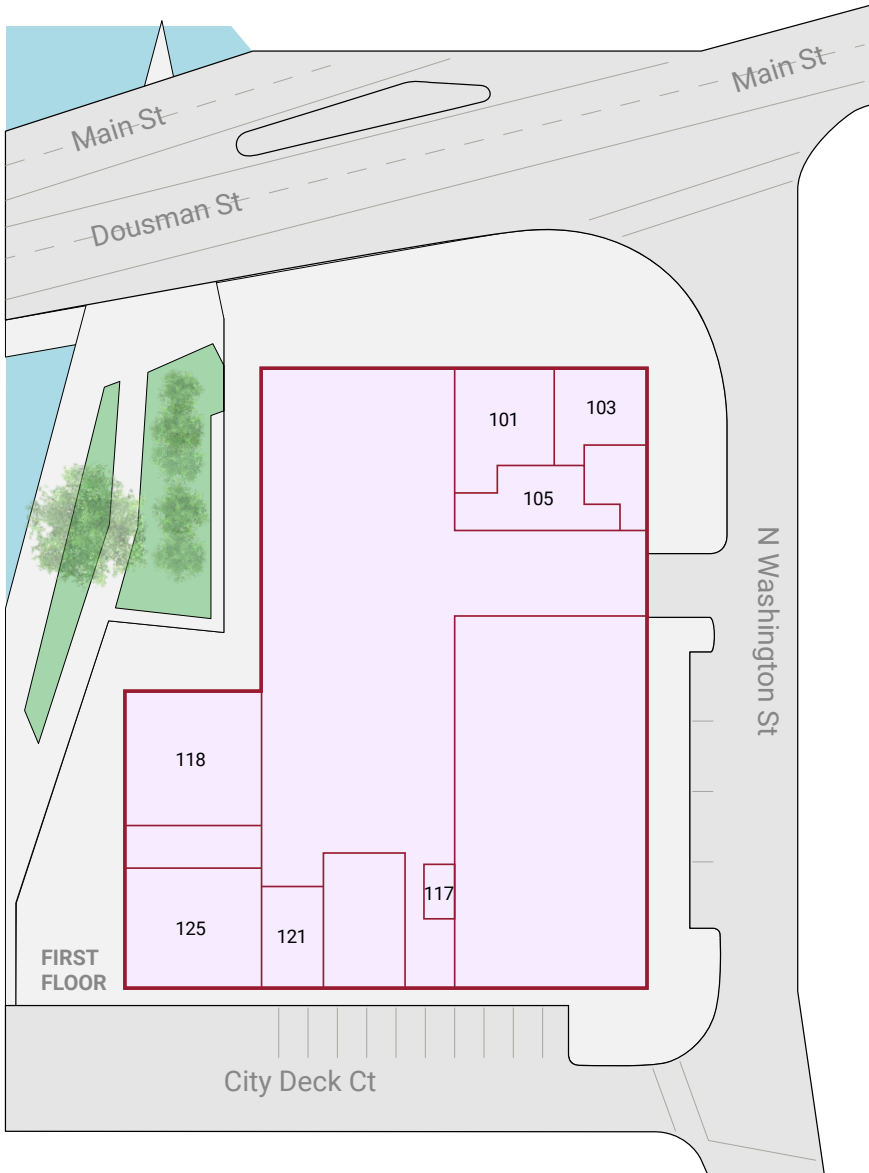 Main St
Main St
Dousman St
101
103
105
N Washington St
118
117
125
121
FIRST
FLOOR
City Deck Ct